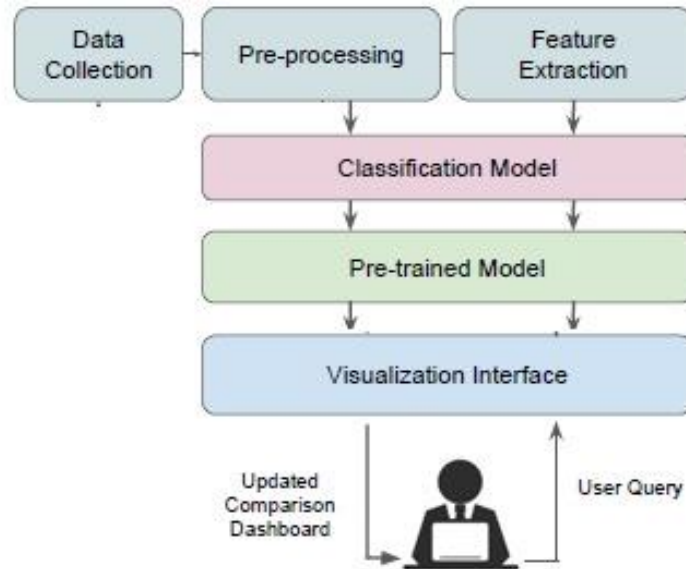 Data
Collection
Pre-processing
Feature
Extraction
Classification Model
Pre-trained Model
Visualization Interface
Updated
Comparison
Dashboard
User Query